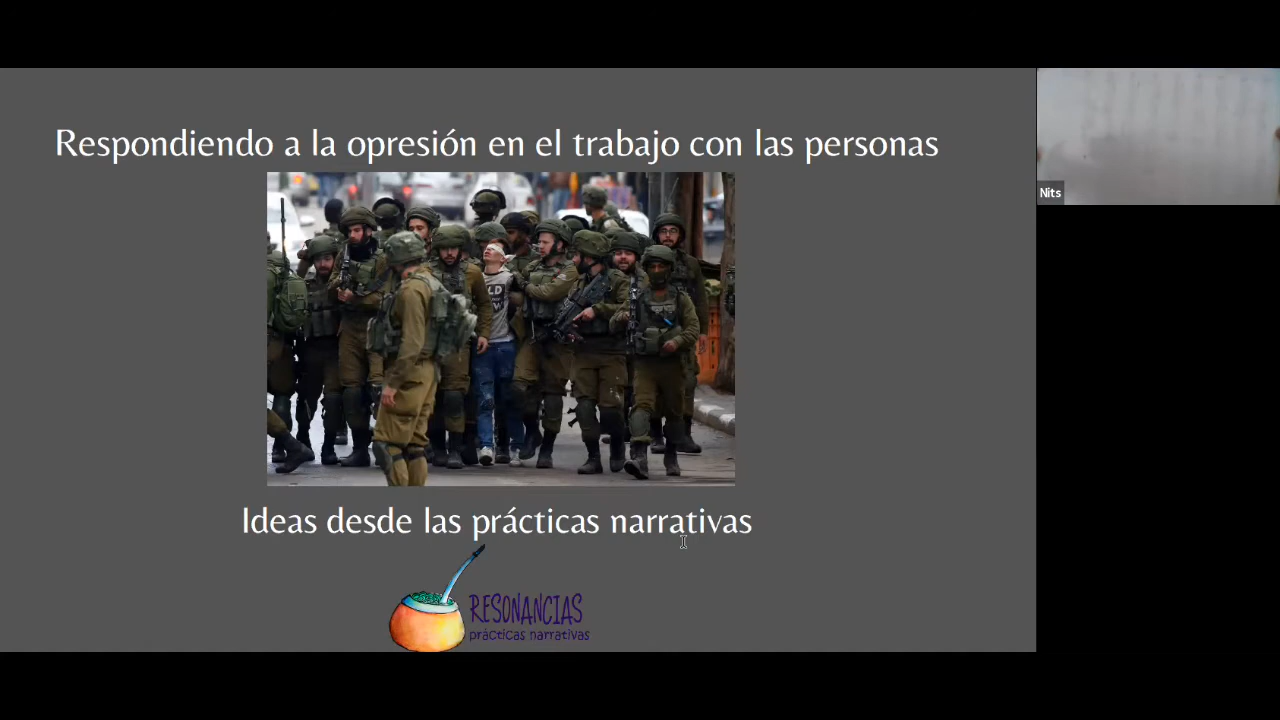 Respondiendo a la opresión en el trabajo con las personas
Nits
Ideas desde las prácticas narrativas
RESONANCIAS
prácticas narrativas